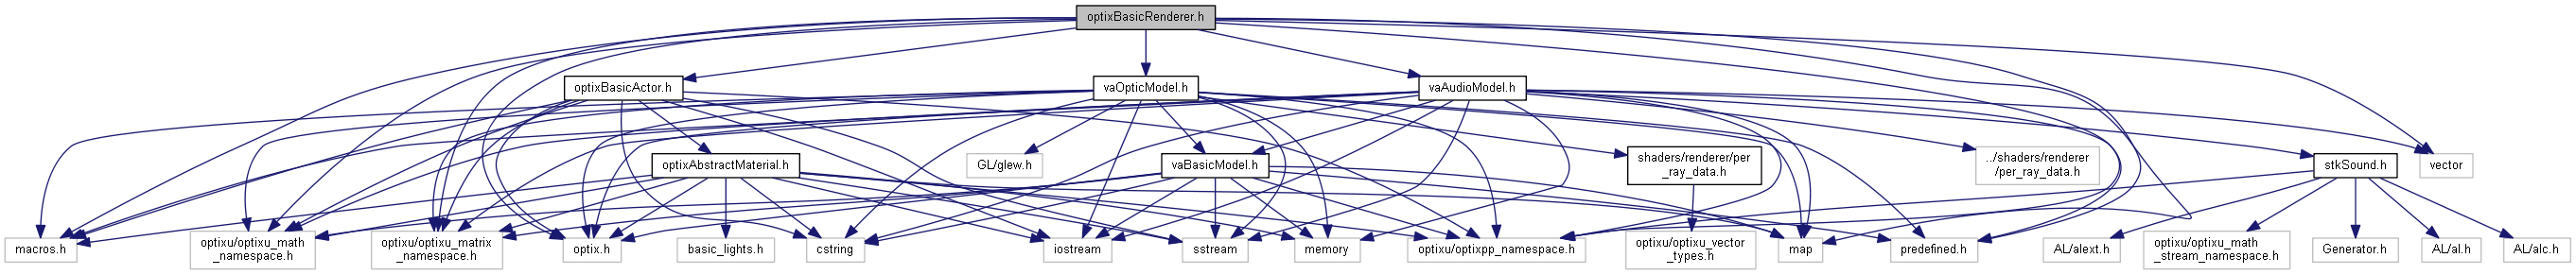 optixBasicRenderer.h
optixBasicActor.h
vaOpticModel.h
vaAudioModel.h
optixAbstractMaterial.h
GL/glew.h
vaBasicModel.h
shaders/renderer/per
_ray_data.h
../shaders/renderer
/per_ray_data.h
stkSound.h
vector
macros.h
optixu/optixu_math
_namespace.h
optixu/optixu_matrix
_namespace.h
optix.h
basic_lights.h
cstring
iostream
sstream
memory
optixu/optixpp_namespace.h
optixu/optixu_vector
_types.h
map
predefined.h
AL/alext.h
optixu/optixu_math
_stream_namespace.h
Generator.h
AL/al.h
AL/alc.h